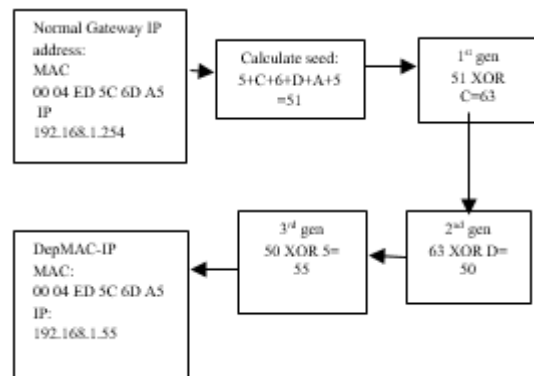 Normal Gateway IP
address:
MAC
00 04 ED 5C 6D A5
IP
192.168.1.254
Calculate seed:
5+C+6+D+A+5
=51
1st gen
51 XOR
C=63
2nd gen
63 XOR D=
50
3rd gen
50 XOR 5=
55
DepMAC-IP
MAC:
00 04 ED 5C 6D A5
IP:
192.168.1.55